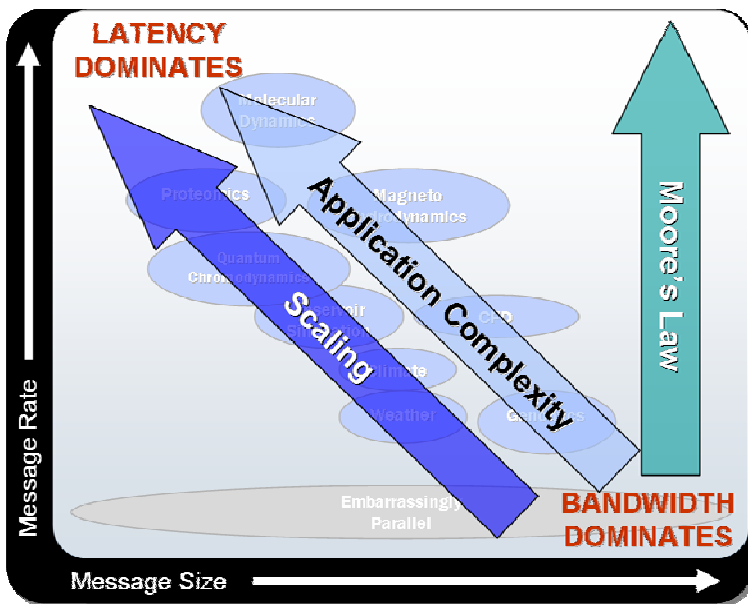 LATENCY
DOMINATES
Molecular
Dynamics
Proteomics
Magneto
Quantum
Chromodynamics
CFD
Weather
Embarrassingly
Parallel
Scaling
Application Complexity
Moore's Law
BANDWIDTH
DOMINATES
Message Rate
Message Size